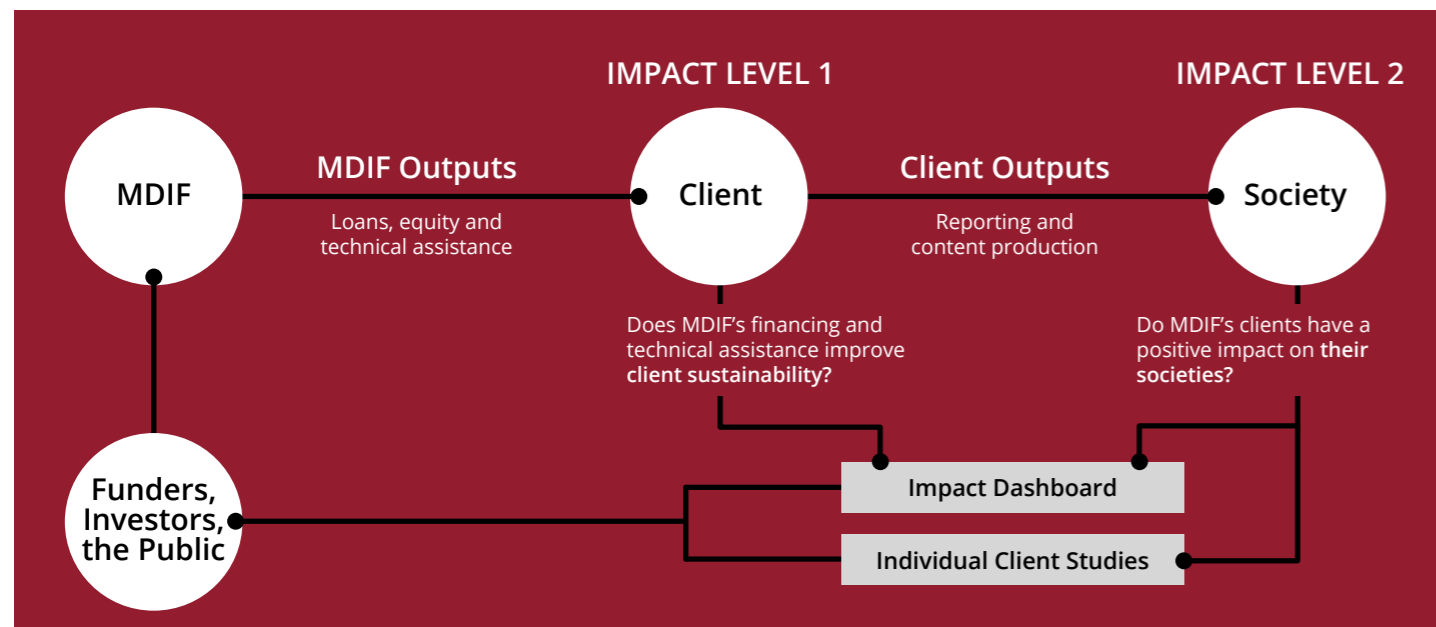 IMPACT LEVEL 1
IMPACT LEVEL 2
MDIF
MDIF Outputs
Loans, equity and
technical assistance
Client
Client Outputs
Reporting and
content production
Society
Does MDIF’s financing and
technical assistance improve
client sustainability?
Do MDIF’s clients have a
positive impact on their
societies?
Funders,
Investors,
the Public
Impact Dashboard
Individual Client Studies